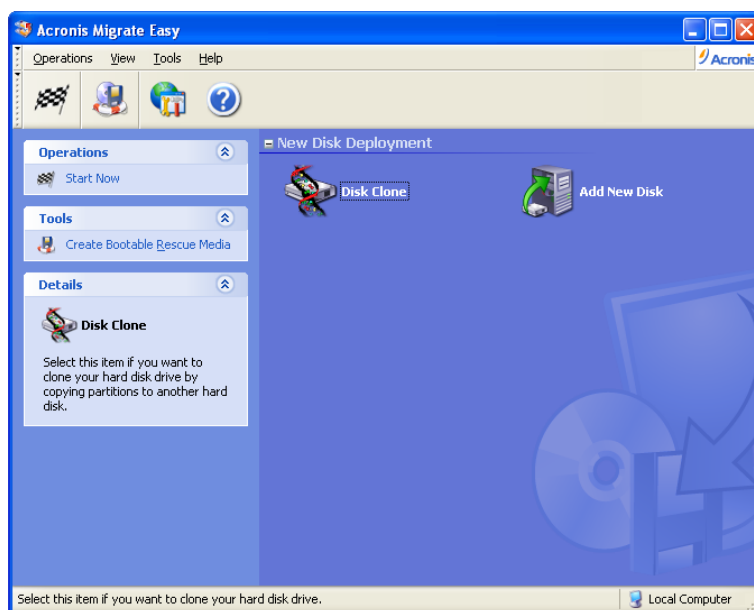 Acronis Migrate Easy
Operations View Tools Help
Acronis
Operations
Start Now
Tools
Create Bootable Rescue Media
Details
Disk Clone
Select this item if you want to
clone your hard disk drive by
copying partitions to another hard
disk.
New Disk Deployment
Disk Clone
Add New Disk
Select this item if you want to clone your hard disk drive.
Local Computer